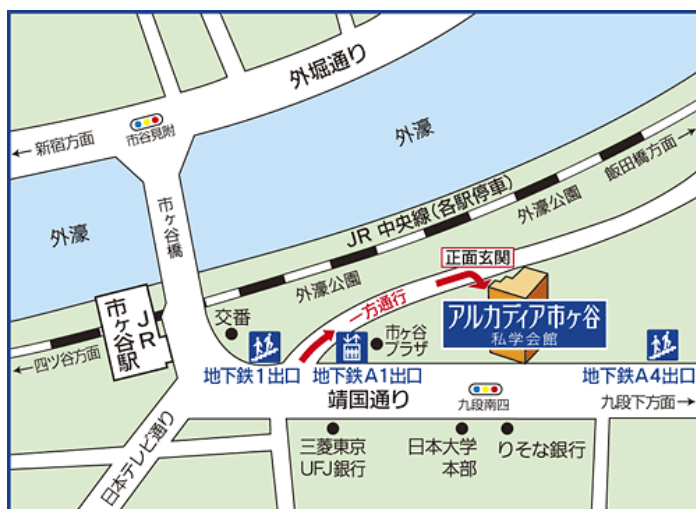 外堀通り
市谷見附
←新宿方面
外濠
飯田橋方面→
市ヶ谷橋
外濠
JR 中央線(各駅停車)
外濠公園
正面玄関
外濠公園
一方通行
アルカディア市ヶ谷
私学会館
JR
市ヶ谷駅
交番
市ヶ谷
プラザ
←四ツ谷方面
地下鉄1出口
地下鉄A1出口
地下鉄A4出口
靖国通り
九段南四
九段下方面→
日本テレビ通り
三菱東京
UFJ銀行
日本大学
本部
りそな銀行